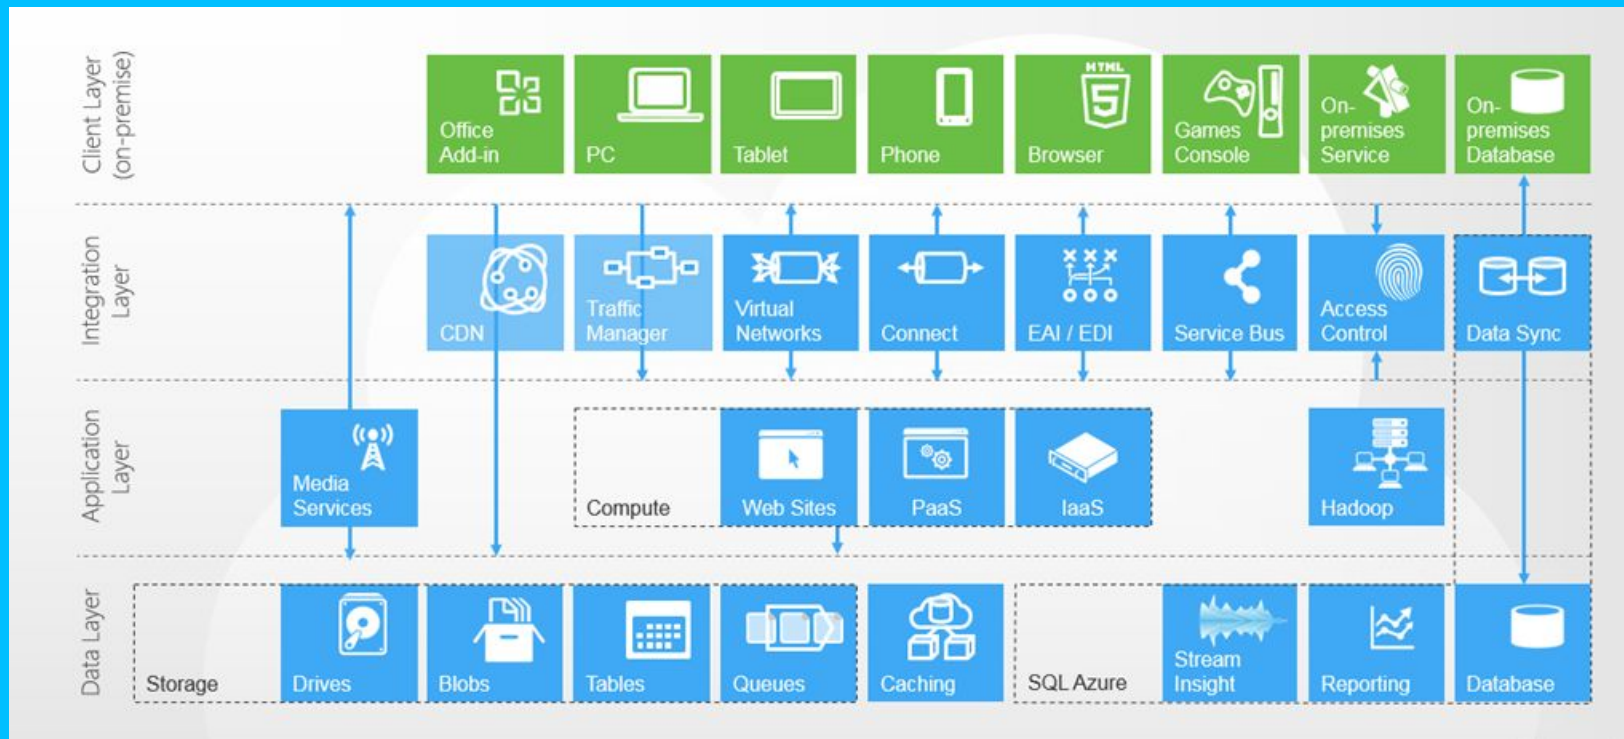 Client Layer
(on-premise)
Office
Add-in
PC
Tablet
Phone
HTML
5
Browser
Games
Console
On-
premises
Service
On-
premises
Database
Integration
Layer
CDN
Traffic
Manager
Virtual
Networks
Connect
EAI / EDI
Service Bus
Access
Control
Data Sync
Application
Layer
Media
Services
Compute
Web Sites
PaaS
IaaS
Hadoop
Data Layer
Storage
Drives
Blobs
Tables
Queues
Caching
SQL Azure
Stream
Insight
Reporting
Database